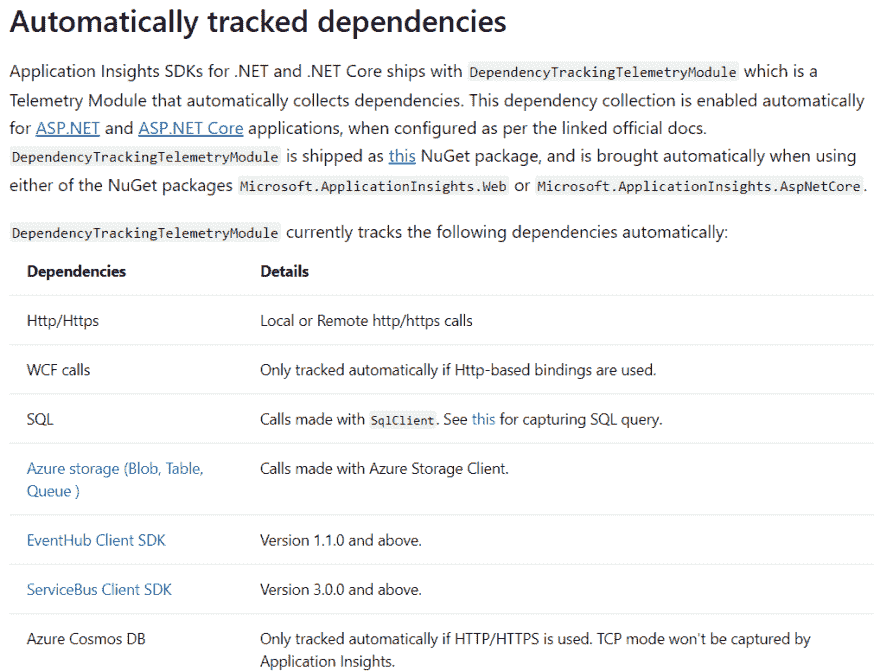 Automatically tracked dependencies
Application Insights SDKs for .NET and .NET Core ships with DependencyTrackingTelemetryModule which is a
Telemetry Module that automatically collects dependencies. This dependency collection is enabled automatically
for ASP.NET and ASP.NET Core applications, when configured as per the linked official docs.
DependencyTrackingTelemetryModule is shipped as this NuGet package, and is brought automatically when using
either of the NuGet packages Microsoft.ApplicationInsights.Web or Microsoft.ApplicationInsights.AspNetCore.
DependencyTrackingTelemetryModule currently tracks the following dependencies automatically:
Dependencies Details
Http/Https Local or Remote http/https calls
WCF calls Only tracked automatically if Http-based bindings are used.
SQL Calls made with SqlClient. See this for capturing SQL query.
Azure storage (Blob, Table, Calls made with Azure Storage Client.
Queue )
EventHub Client SDK Version 1.1.0 and above.
ServiceBus Client SDK Version 3.0.0 and above.
Azure Cosmos DB Only tracked automatically if HTTP/HTTPS is used. TCP mode won't be captured by
Application Insights.